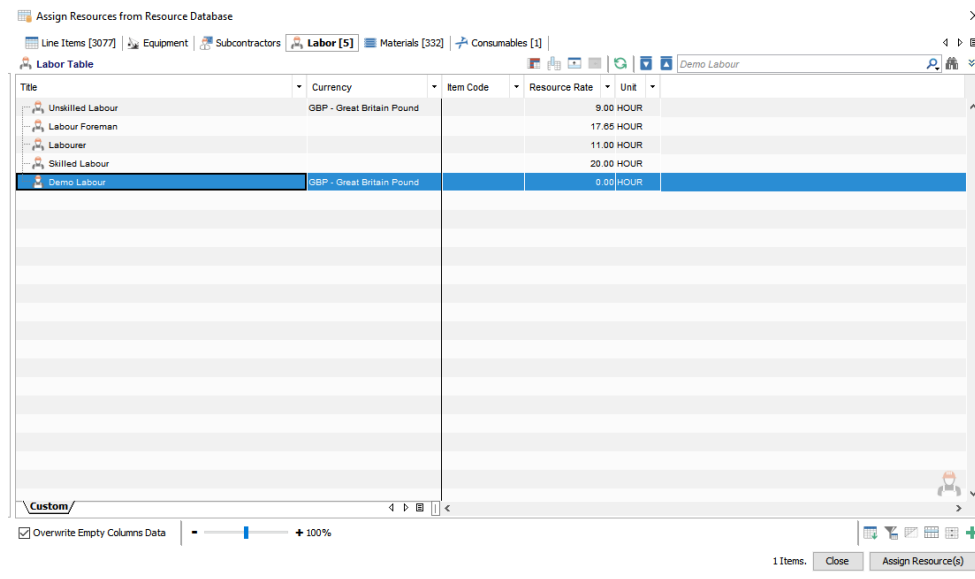 Assign Resources from Resource Database
Line Items [3077] Equipment Subcontractors Labor [5] Materials [332] Consumables [1]
Labor Table Demo Labour
Title Currency Item Code Resource Rate Unit
Unskilled Labour GBP - Great Britain Pound 9.00 HOUR
Labour Foreman 17.65 HOUR
Labourer 11.00 HOUR
Skilled Labour 20.00 HOUR
Demo Labour GBP - Great Britain Pound 0.00 HOUR
Custom
Overwrite Empty Columns Data - + 100%
1 Items. Close Assign Resource(s)